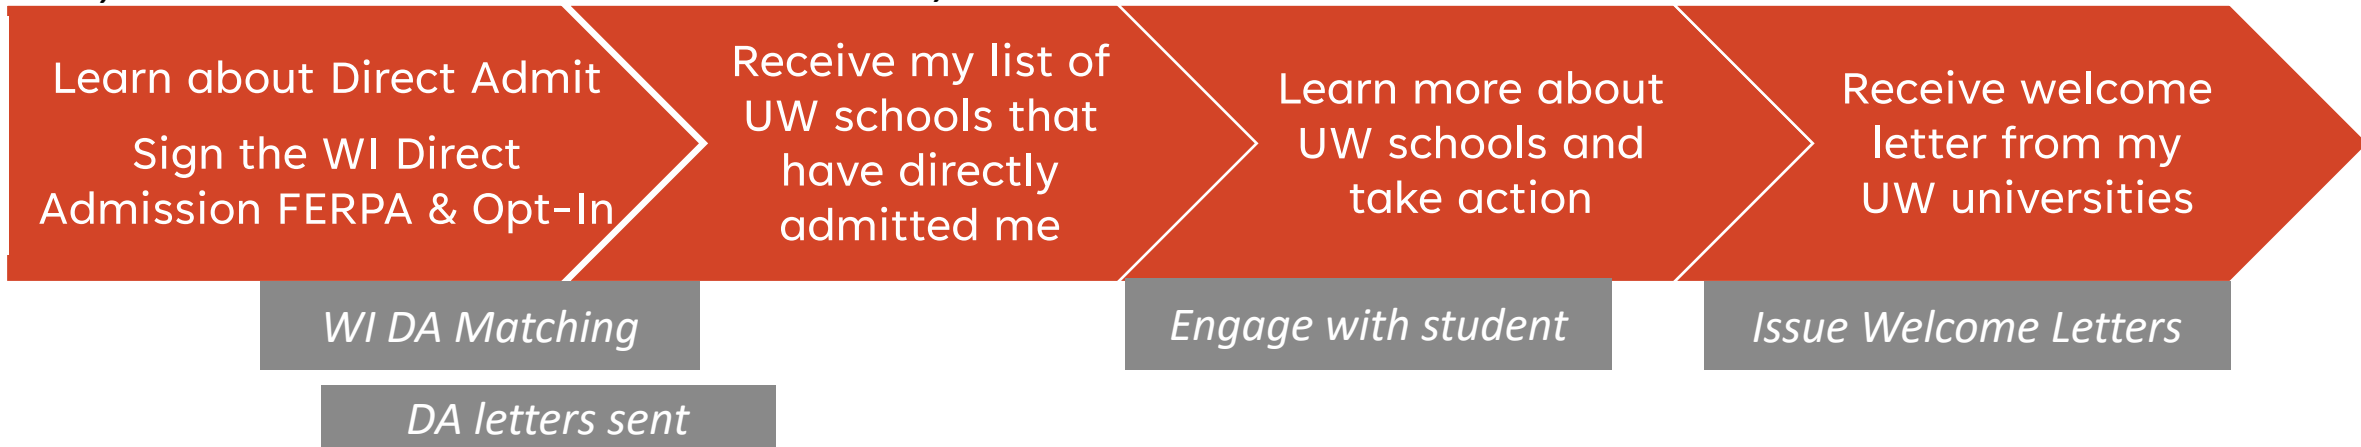 Learn about Direct Admit
Sign the WI Direct
Admission FERPA & Opt-In
Receive my list of
UW schools that
have directly
admitted me
Learn more about
UW schools and
take action
Receive welcome
letter from my
UW universities
WI DA Matching
Engage with student
Issue Welcome Letters
DA letters sent